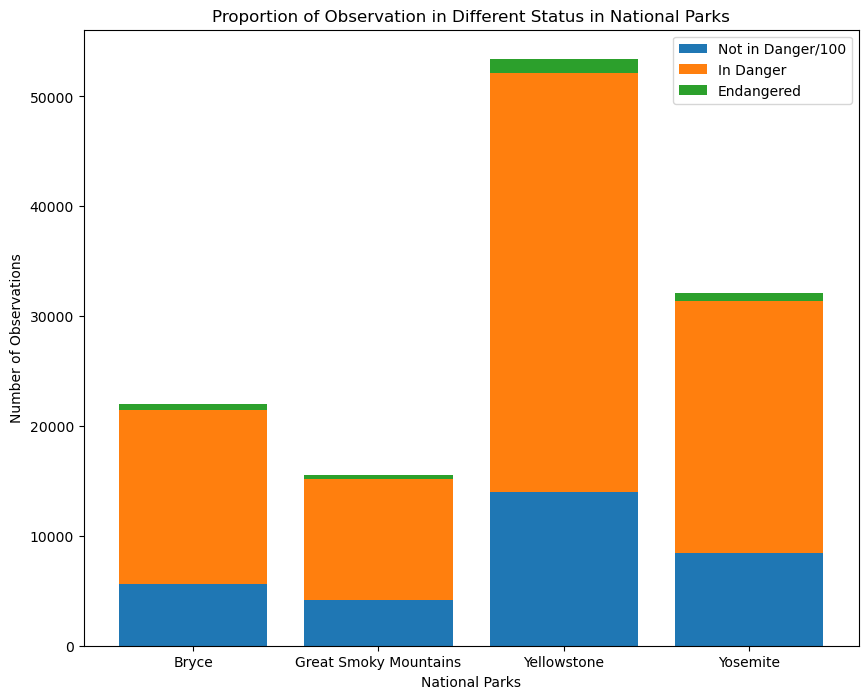 Proportion of Observation in Different Status in National Parks
Not in Danger/100
In Danger
Endangered
Number of Observations
50000
40000
30000
20000
10000
0
Bryce
Great Smoky Mountains
Yellowstone
Yosemite
National Parks